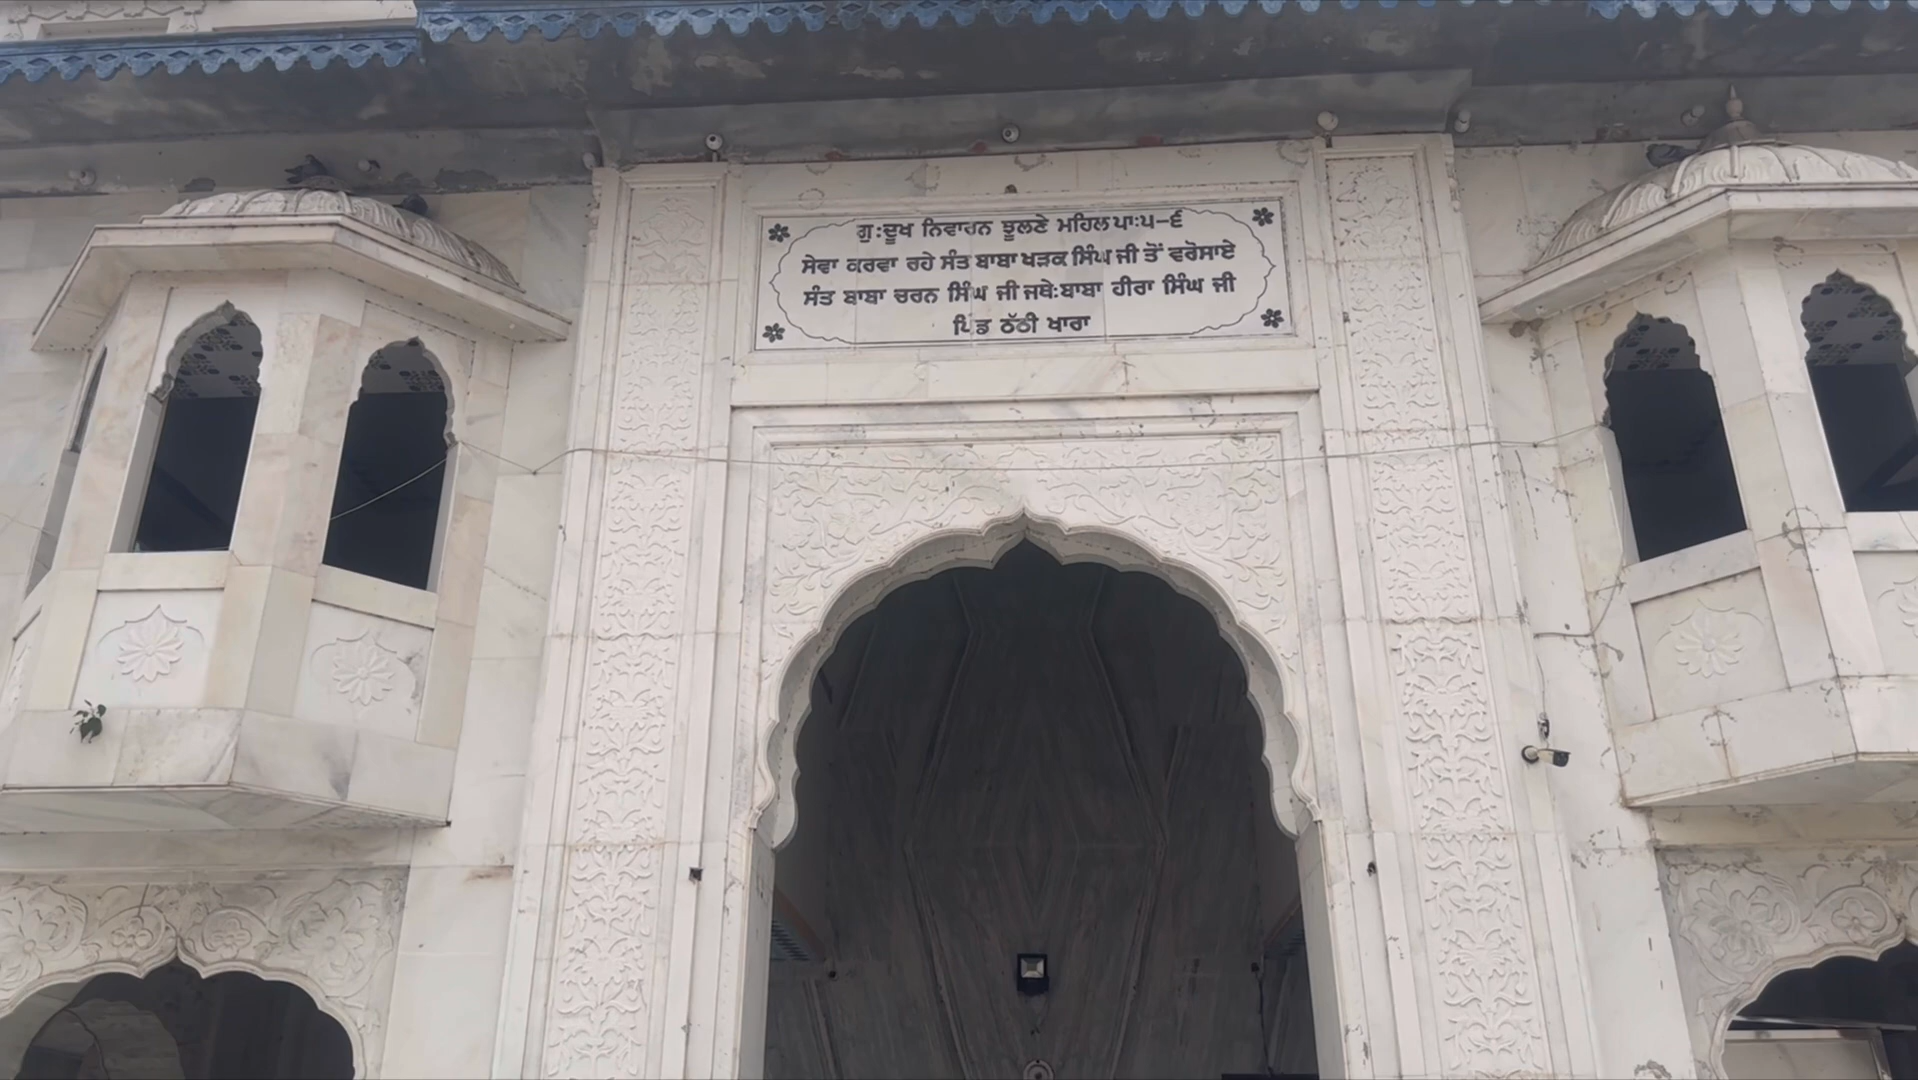 ਗੁ:ਦੂਖ ਨਿਵਾਰਨ ਝੂਲਣੇ ਮਹਿਲ ਪਾ:ਪ-੬
ਸੇਵਾ ਕਰਵਾ ਰਹੇ ਸੰਤ ਬਾਬਾ ਖੜਕ ਸਿੰਘ ਜੀ ਤੋਂ ਵਰੋਸਾਏ
ਸੰਤ ਬਾਬਾ ਚਰਨ ਸਿੰਘ ਜੀ ਜਥੇ:ਬਾਬਾ ਹੀਰਾ ਸਿੰਘ ਜੀ
ਪਿੰਡ ਠੱਠੀ ਖਾਰਾ